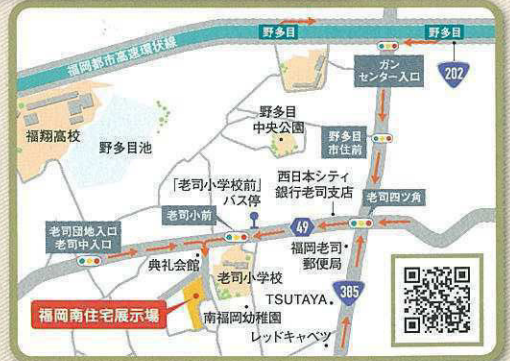 野多目
野多目
福岡都市高速環状線
ガン
センター入口
202
福翔高校
野多目池
野多目
中央公園
野多目
市住前
「老司小学校前」
バス停
西日本シティ
銀行老司支店
老司小前
老司四ツ角
49
老司団地入口
老司中入口
典礼会館
老司小学校
福岡老司
郵便局
385
福岡南住宅展示場
南福岡幼稚園
TSUTAYA
レッドキャベツ